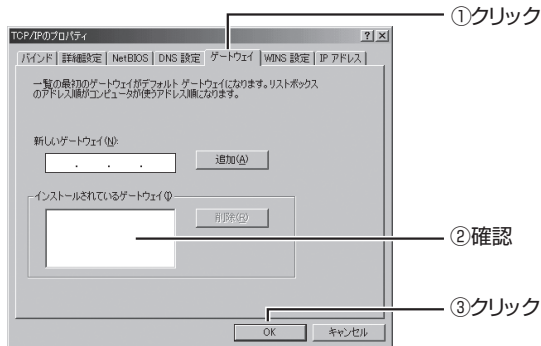 ①クリック
TCP/IPのプロパティ
バインド 詳細設定 NetBIOS DNS 設定 ゲートウェイ WINS 設定 IP アドレス
一覧の最初のゲートウェイがデフォルト ゲートウェイになります。リストボックス
のアドレス順がコンピュータが使うアドレス順になります。
新しいゲートウェイ(N):
. . . 追加(A)
インストールされているゲートウェイ(I)
削除(R)
②確認
③クリック
OK キャンセル